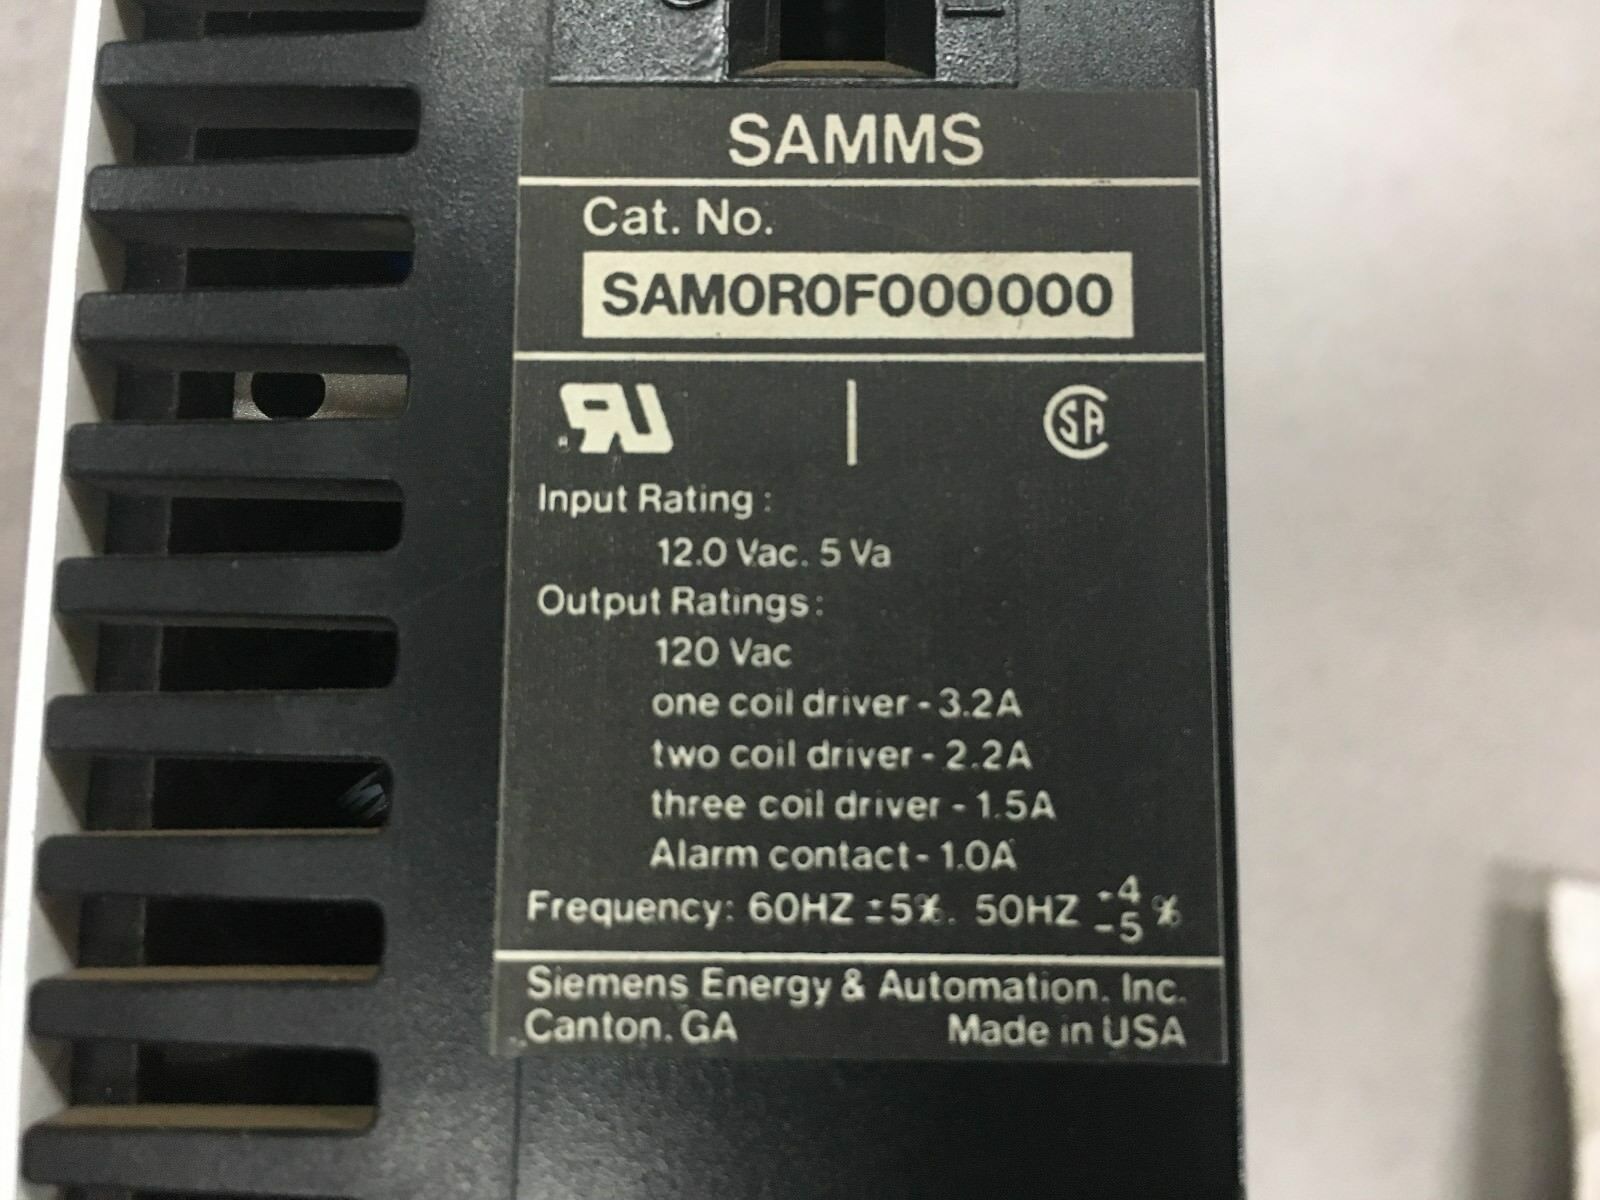 SAMMS
Cat. No.
SAM0R0F000000
Input Rating :
12.0 Vac. 5 Va
Output Ratings:
120 Vac
one coil driver - 3.2A
two coil driver - 2.2A
three coil driver - 1.5A
Alarm contact - 1.0A
Frequency: 60HZ ±5%. 50HZ -4 -5 %
Siemens Energy & Automation, Inc.
Canton, GA Made in USA